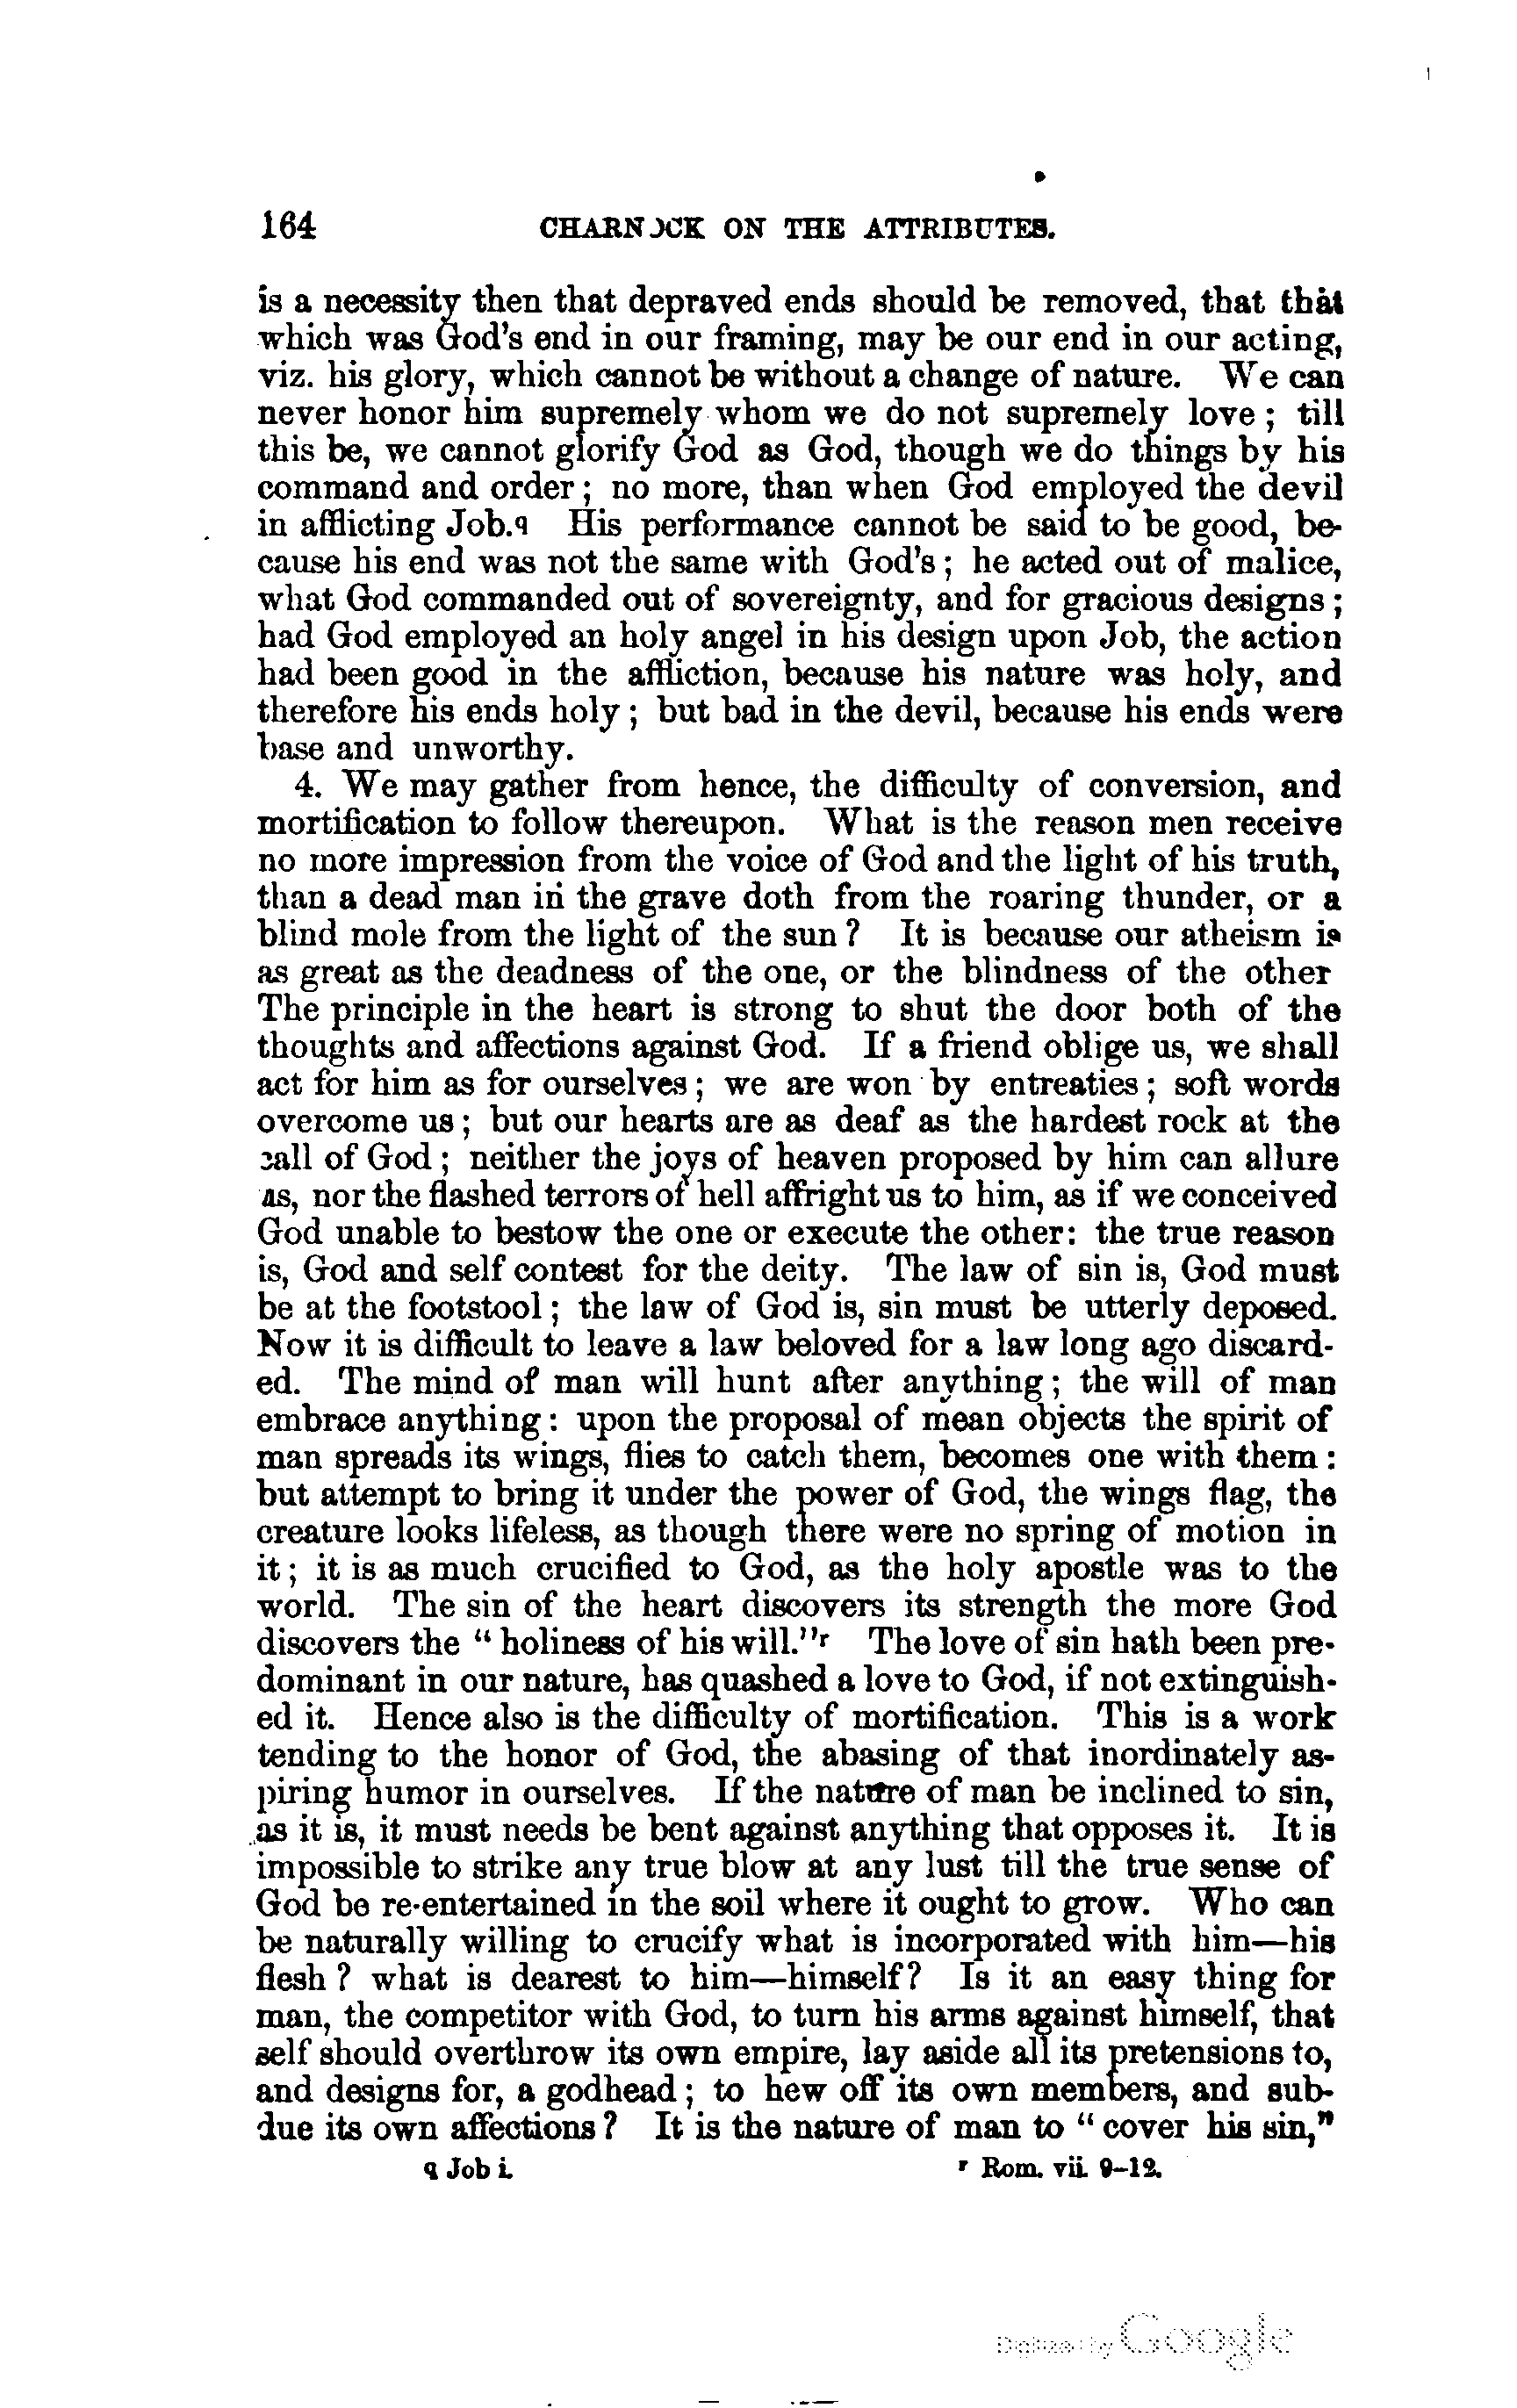 164 CHARNOCK ON THE ATTRIBUTES.
is a necessity then that depraved ends should be removed, that that
which was God's end in our framing, may be our end in our acting,
viz. his glory, which cannot be without a change of nature. We can
never honor him supremely whom we do not supremely love; till
this be, we cannot glorify God as God, though we do things by his
command and order; no more, than when God employed the devil
in afflicting Job.q His performance cannot be said to be good, be-
cause his end was not the same with God's; he acted out of malice,
what God commanded out of sovereignty, and for gracious designs;
had God employed an holy angel in his design upon Job, the action
had been good in the affliction, because his nature was holy, and
therefore his ends holy; but bad in the devil, because his ends were
base and unworthy.
4. We may gather from hence, the difficulty of conversion, and
mortification to follow thereupon. What is the reason men receive
no more impression from the voice of God and the light of his truth,
than a dead man in the grave doth from the roaring thunder, or a
blind mole from the light of the sun? It is because our atheism is
as great as the deadness of the one, or the blindness of the other
The principle in the heart is strong to shut the door both of the
thoughts and affections against God. If a friend oblige us, we shall
act for him as for ourselves; we are won by entreaties; soft words
overcome us; but our hearts are as deaf as the hardest rock at the
call of God; neither the joys of heaven proposed by him can allure
us, nor the flashed terrors of hell affright us to him, as if we conceived
God unable to bestow the one or execute the other: the true reason
is, God and self contest for the deity. The law of sin is, God must
be at the footstool; the law of God is, sin must be utterly deposed.
Now it is difficult to leave a law beloved for a law long ago discard-
ed. The mind of man will hunt after anything; the will of man
embrace anything: upon the proposal of mean objects the spirit of
man spreads its wings, flies to catch them, becomes one with them:
but attempt to bring it under the power of God, the wings flag, the
creature looks lifeless, as though there were no spring of motion in
it; it is as much crucified to God, as the holy apostle was to the
world. The sin of the heart discovers its strength the more God
discovers the "holiness of his will."r The love of sin hath been pre-
dominant in our nature, has quashed a love to God, if not extinguish-
ed it. Hence also is the difficulty of mortification. This is a work
tending to the honor of God, the abasing of that inordinately as-
piring humor in ourselves. If the nature of man be inclined to sin,
as it is, it must needs be bent against anything that opposes it. It is
impossible to strike any true blow at any lust till the true sense of
God be re-entertained in the soil where it ought to grow. Who can
be naturally willing to crucify what is incorporated with him—his
flesh? what is dearest to him—himself? Is it an easy thing for
man, the competitor with God, to turn his arms against himself, that
self should overthrow its own empire, lay aside all its pretensions to,
and designs for, a godhead; to hew off its own members, and sub-
due its own affections? It is the nature of man to "cover his sin,"
q Job i. r Rom. vii. 9-12.
Digitized by Google